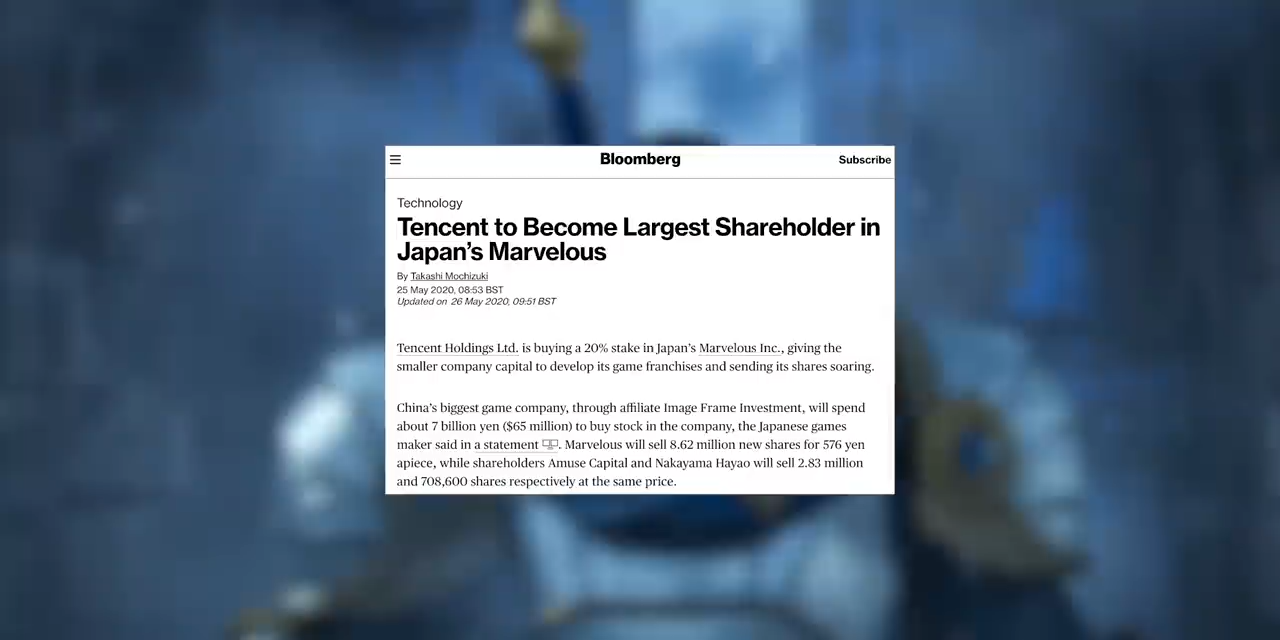 Bloomberg
Subscribe
Technology
Tencent to Become Largest Shareholder in
Japan's Marvelous
By Takashi Mochizuki
25 May 2020, 08:53 BST
Updated on 26 May 2020, 09:51 BST
Tencent Holdings Ltd. is buying a 20% stake in Japan's Marvelous Inc., giving the
smaller company capital to develop its game franchises and sending its shares soaring.
China's biggest game company, through affiliate Image Frame Investment, will spend
about 7 billion yen ($65 million) to buy stock in the company, the Japanese games
maker said in a statement. Marvelous will sell 8.62 million new shares for 576 yen
apiece, while shareholders Amuse Capital and Nakayama Hayao will sell 2.83 million
and 708,600 shares respectively at the same price.